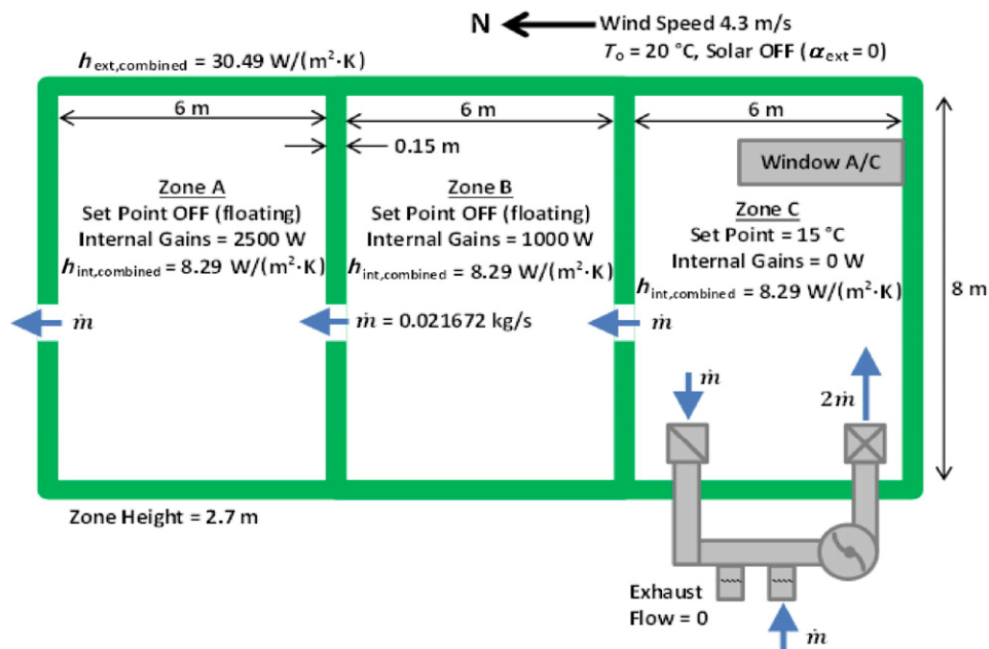 N
Wind Speed 4.3 m/s
Tₒ = 20 °C, Solar OFF (αext = 0)
hext,combined = 30.49 W/(m²·K)
6 m
6 m
6 m
0.15 m
Window A/C
Zone A
Set Point OFF (floating)
Internal Gains = 2500 W
hint,combined = 8.29 W/(m²·K)
Zone B
Set Point OFF (floating)
Internal Gains = 1000 W
hint,combined = 8.29 W/(m²·K)
Zone C
Set Point = 15 °C
Internal Gains = 0 W
hint,combined = 8.29 W/(m²·K)
8 m
ṁ
ṁ = 0.021672 kg/s
ṁ
ṁ
2ṁ
Zone Height = 2.7 m
Exhaust
Flow = 0
ṁ